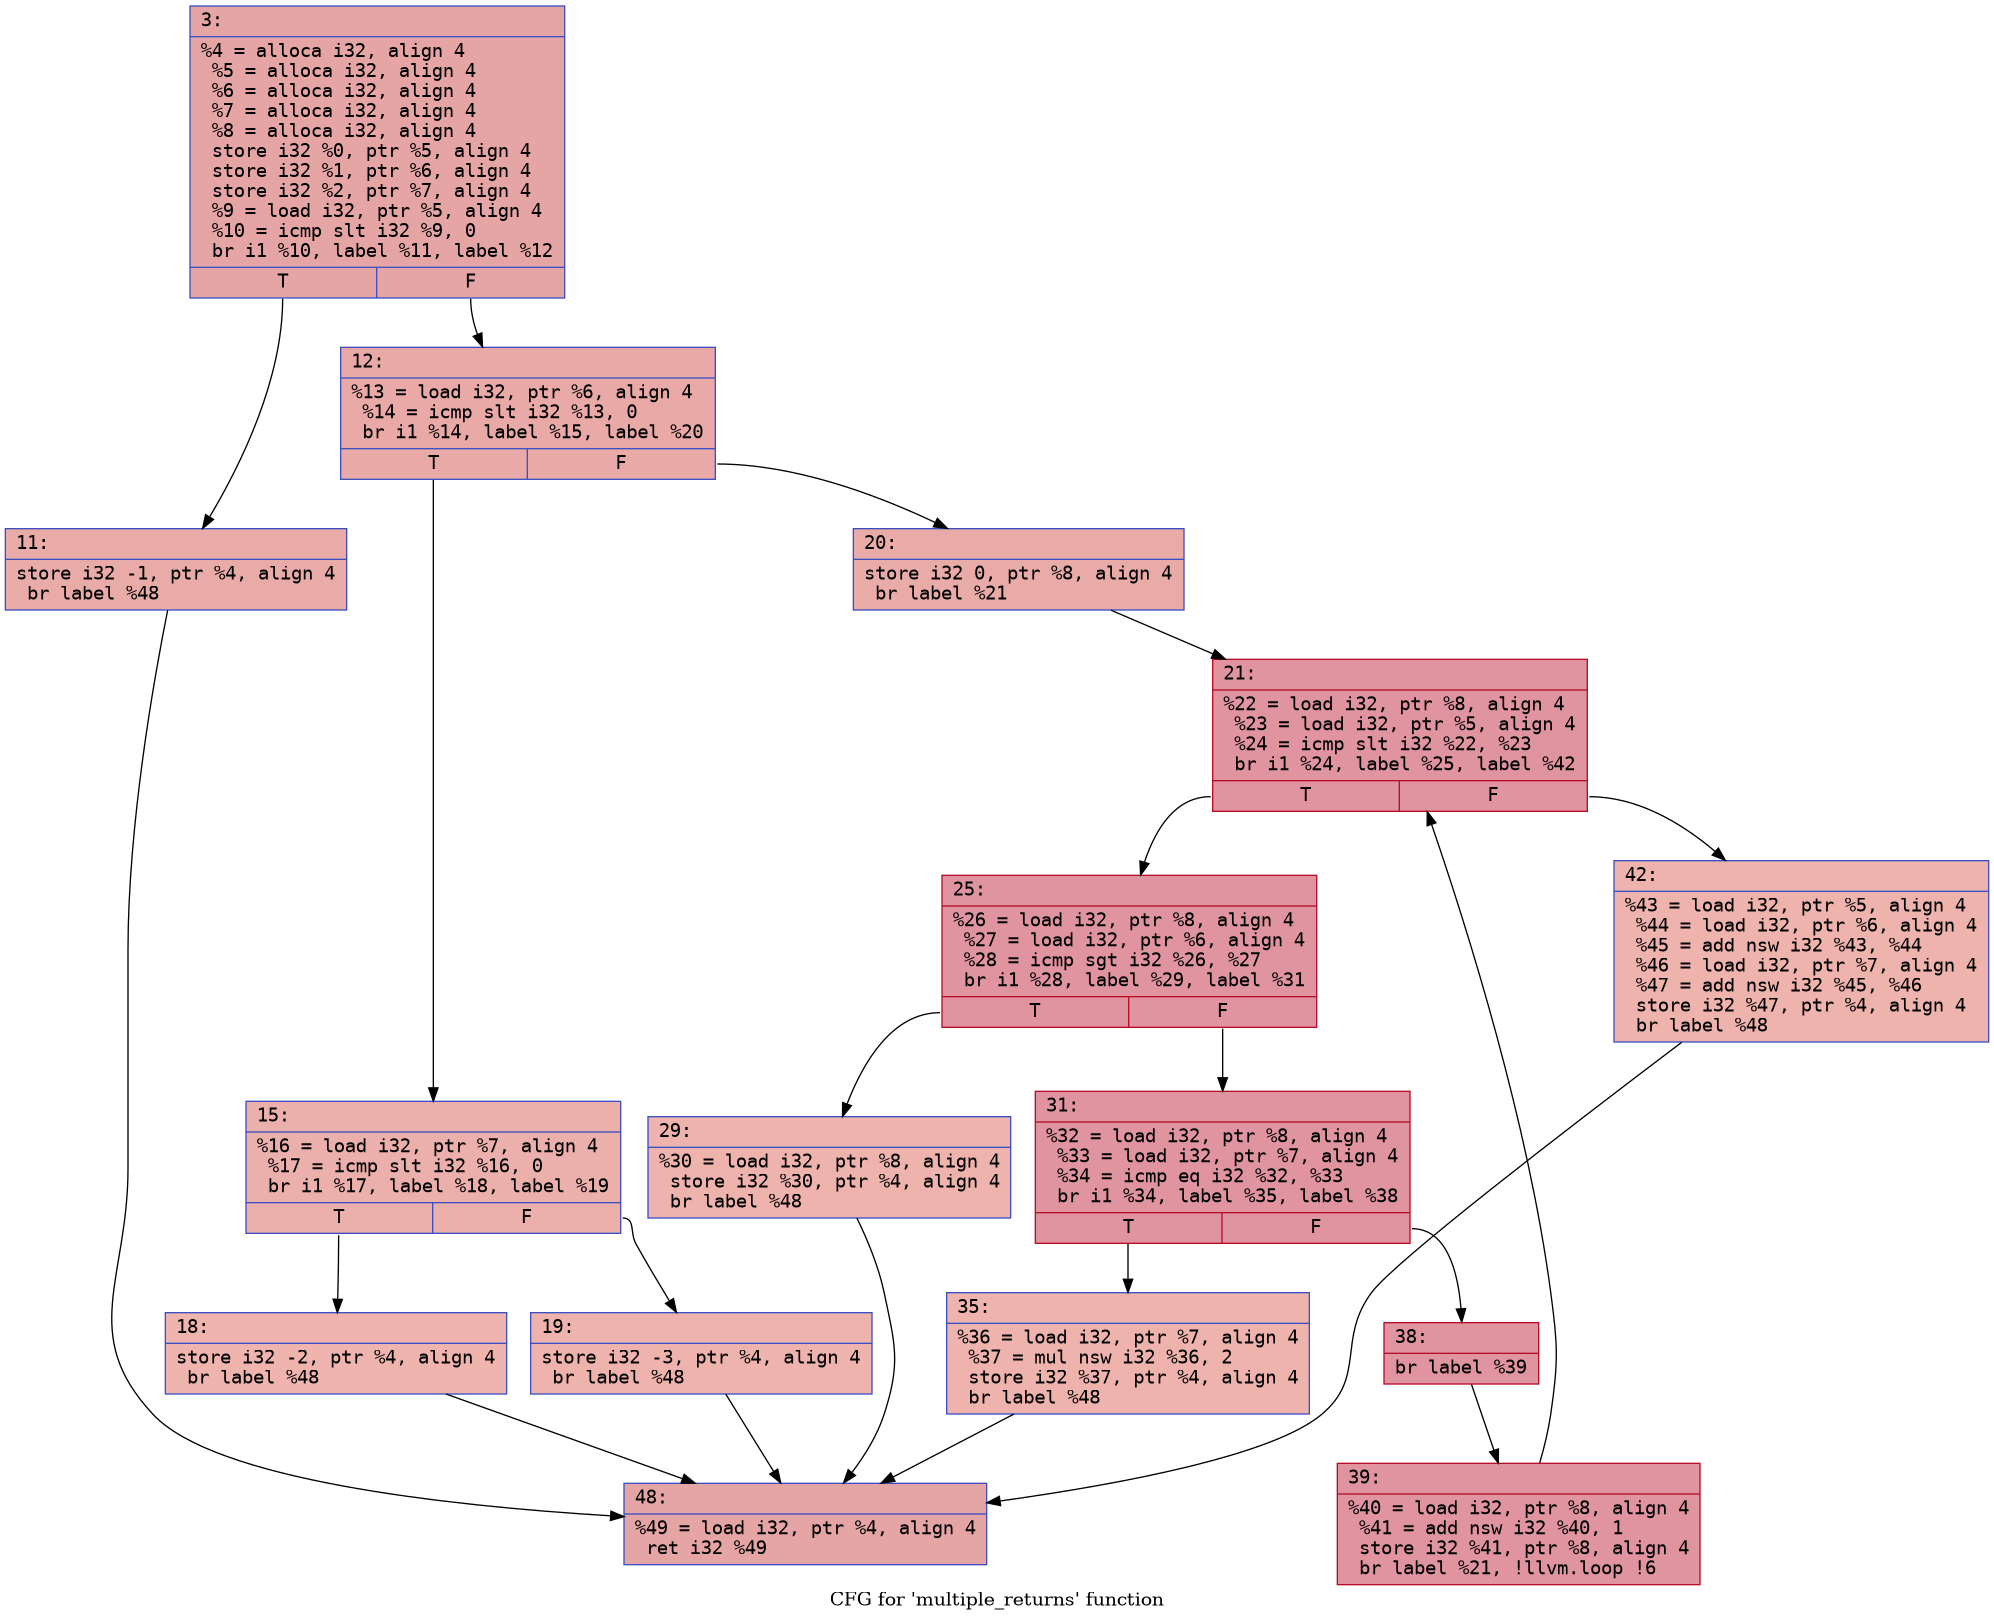 3:
%4 = alloca i32, align 4
%5 = alloca i32, align 4
%6 = alloca i32, align 4
%7 = alloca i32, align 4
%8 = alloca i32, align 4
store i32 %0, ptr %5, align 4
store i32 %1, ptr %6, align 4
store i32 %2, ptr %7, align 4
%9 = load i32, ptr %5, align 4
%10 = icmp slt i32 %9, 0
br i1 %10, label %11, label %12
T F
12:
%13 = load i32, ptr %6, align 4
%14 = icmp slt i32 %13, 0
br i1 %14, label %15, label %20
T F
11:
store i32 -1, ptr %4, align 4
br label %48
20:
store i32 0, ptr %8, align 4
br label %21
21:
%22 = load i32, ptr %8, align 4
%23 = load i32, ptr %5, align 4
%24 = icmp slt i32 %22, %23
br i1 %24, label %25, label %42
T F
25:
%26 = load i32, ptr %8, align 4
%27 = load i32, ptr %6, align 4
%28 = icmp sgt i32 %26, %27
br i1 %28, label %29, label %31
T F
42:
%43 = load i32, ptr %5, align 4
%44 = load i32, ptr %6, align 4
%45 = add nsw i32 %43, %44
%46 = load i32, ptr %7, align 4
%47 = add nsw i32 %45, %46
store i32 %47, ptr %4, align 4
br label %48
15:
%16 = load i32, ptr %7, align 4
%17 = icmp slt i32 %16, 0
br i1 %17, label %18, label %19
T F
29:
%30 = load i32, ptr %8, align 4
store i32 %30, ptr %4, align 4
br label %48
31:
%32 = load i32, ptr %8, align 4
%33 = load i32, ptr %7, align 4
%34 = icmp eq i32 %32, %33
br i1 %34, label %35, label %38
T F
18:
store i32 -2, ptr %4, align 4
br label %48
19:
store i32 -3, ptr %4, align 4
br label %48
35:
%36 = load i32, ptr %7, align 4
%37 = mul nsw i32 %36, 2
store i32 %37, ptr %4, align 4
br label %48
38:
br label %39
48:
%49 = load i32, ptr %4, align 4
ret i32 %49
39:
%40 = load i32, ptr %8, align 4
%41 = add nsw i32 %40, 1
store i32 %41, ptr %8, align 4
br label %21, !llvm.loop !6
CFG for 'multiple_returns' function